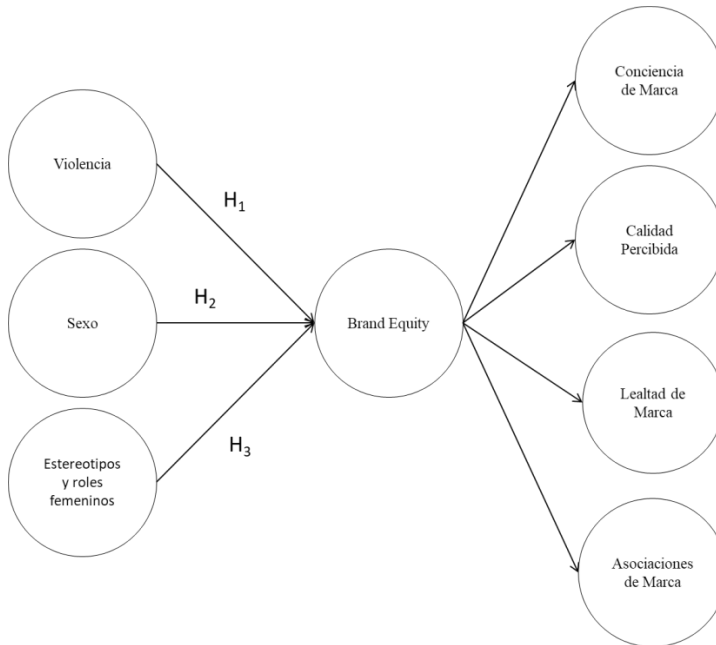 Violencia
Sexo
Estereotipos
y roles
femeninos
H₁
H₂
H₃
Brand Equity
Conciencia
de Marca
Calidad
Percibida
Lealtad de
Marca
Asociaciones
de Marca